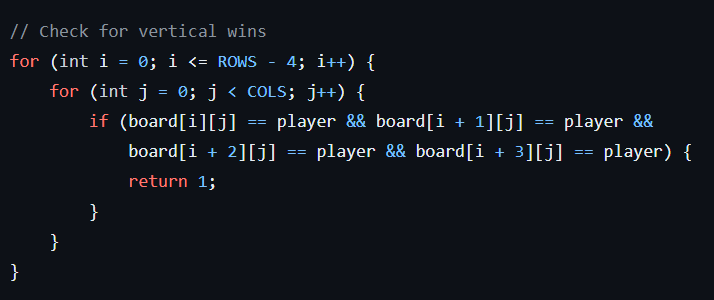 // Check for vertical wins
for (int i = 0; i <= ROWS - 4; i++) {
    for (int j = 0; j < COLS; j++) {
        if (board[i][j] == player && board[i + 1][j] == player &&
            board[i + 2][j] == player && board[i + 3][j] == player) {
            return 1;
        }
    }
}